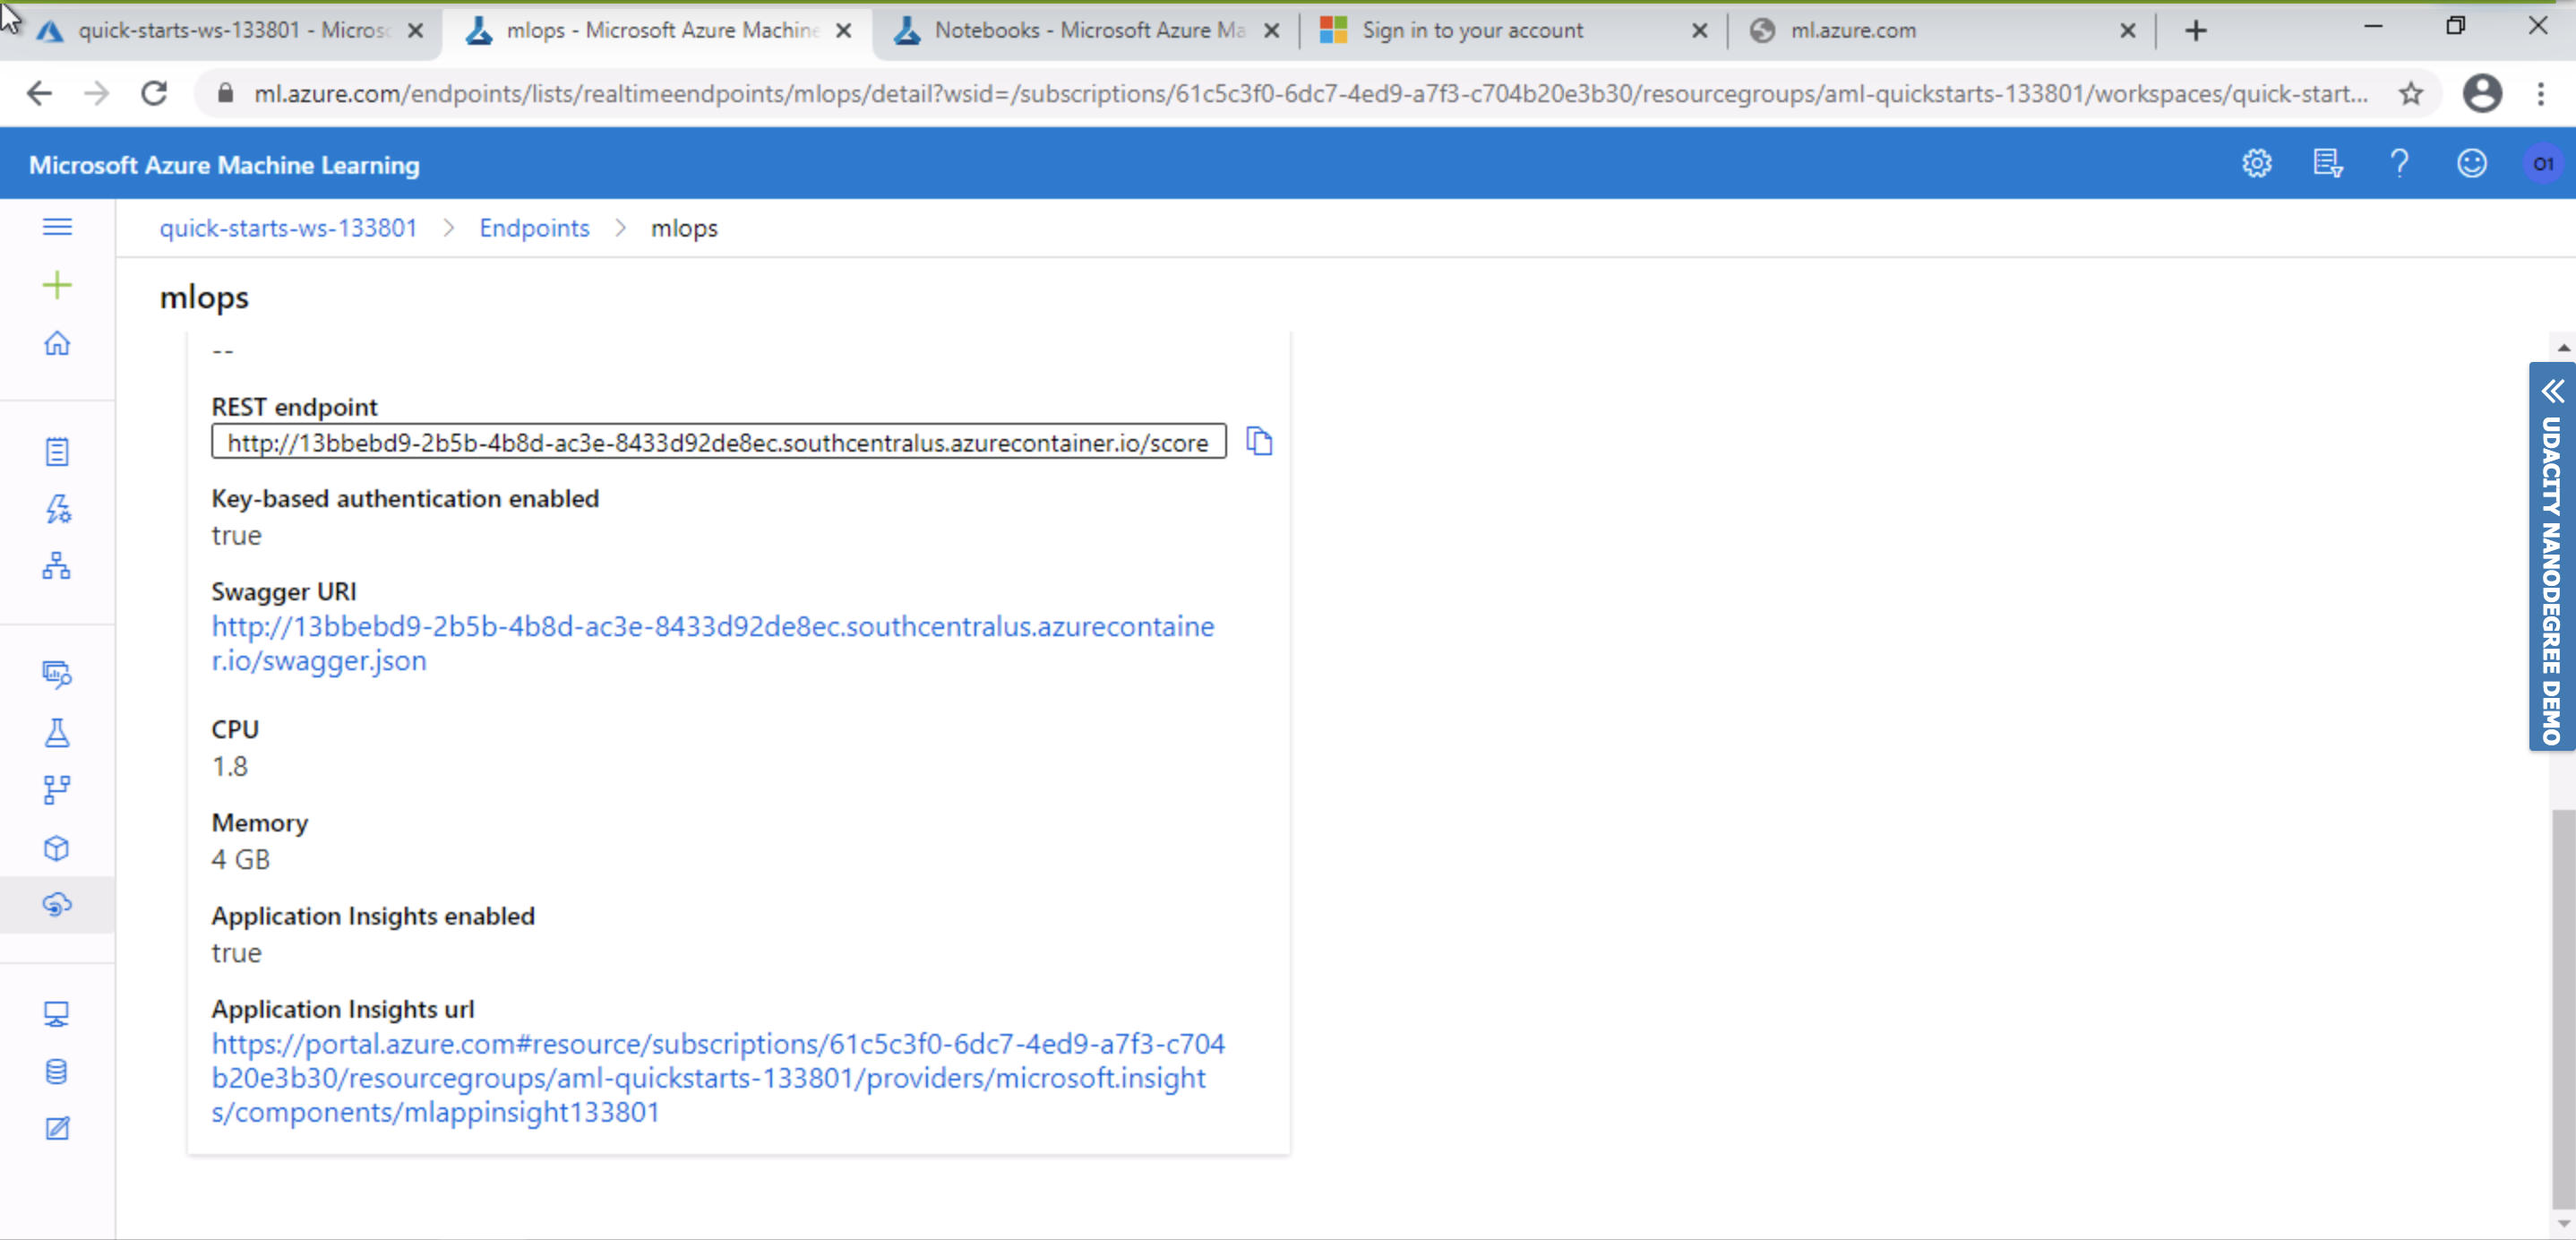 quick-starts-ws-133801 - Microsc
mlops - Microsoft Azure Machine
Notebooks - Microsoft Azure Ma
Sign in to your account
ml.azure.com
ml.azure.com/endpoints/lists/realtimeendpoints/mlops/detail?wsid=/subscriptions/61c5c3f0-6dc7-4ed9-a7f3-c704b20e3b30/resourcegroups/aml-quickstarts-133801/workspaces/quick-start...
Microsoft Azure Machine Learning
O1
quick-starts-ws-133801 > Endpoints > mlops
mlops
--
REST endpoint
http://13bbebd9-2b5b-4b8d-ac3e-8433d92de8ec.southcentralus.azurecontainer.io/score
Key-based authentication enabled
true
Swagger URI
http://13bbebd9-2b5b-4b8d-ac3e-8433d92de8ec.southcentralus.azurecontaine
r.io/swagger.json
CPU
1.8
Memory
4 GB
Application Insights enabled
true
Application Insights url
https://portal.azure.com#resource/subscriptions/61c5c3f0-6dc7-4ed9-a7f3-c704
b20e3b30/resourcegroups/aml-quickstarts-133801/providers/microsoft.insight
s/components/mlappinsight133801
UDACITY NANODEGREE DEMO